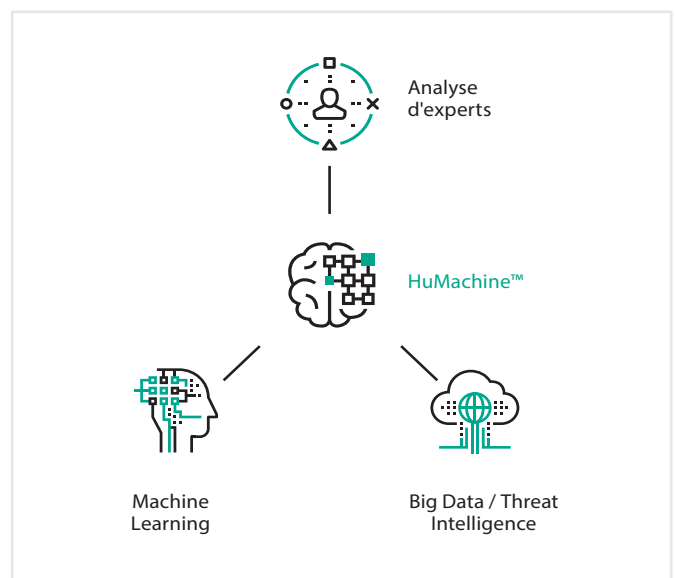 Analyse
d'experts
HuMachine™
Machine
Learning
Big Data / Threat
Intelligence